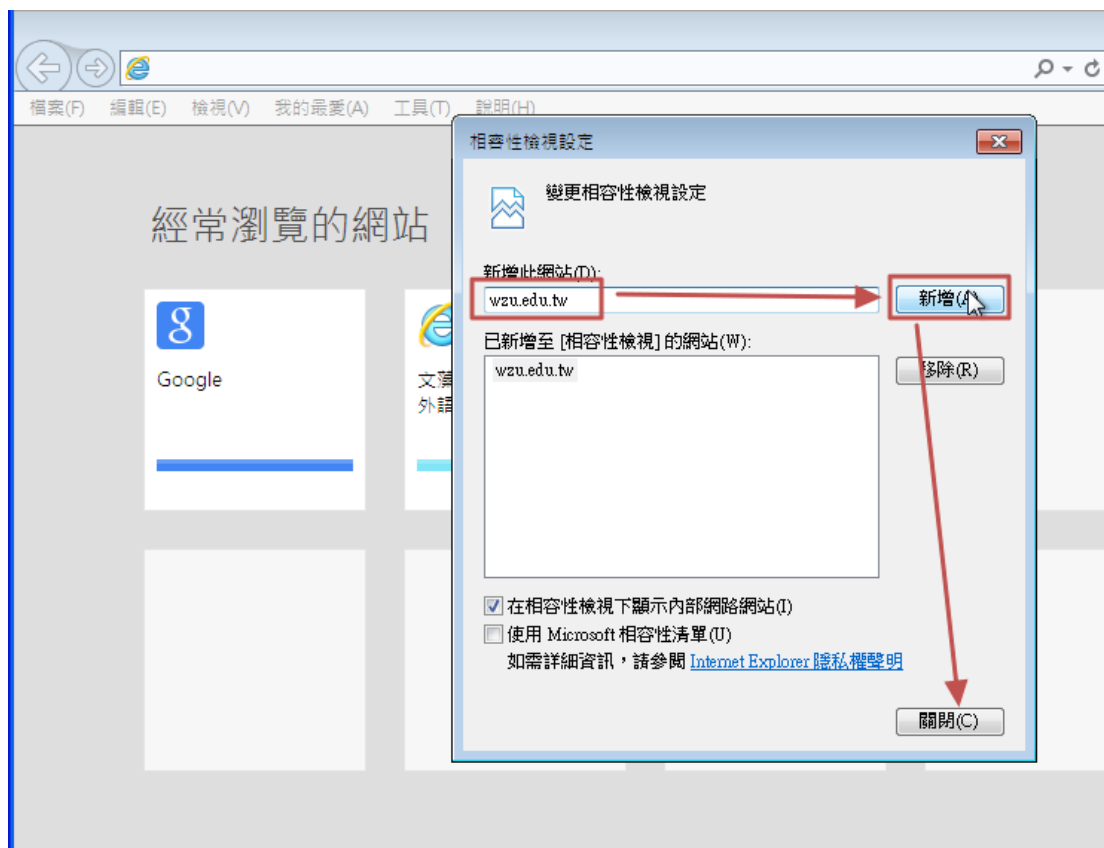 檔案(F) 編輯(E) 檢視(V) 我的最愛(A) 工具(T) 說明(H)
相容性檢視設定
變更相容性檢視設定
經常瀏覽的網站
新增此網站(D):
wzu.edu.tw
新增(A)
已新增至 [相容性檢視] 的網站(W):
wzu.edu.tw
移除(R)
Google
文藻
外語
在相容性檢視下顯示內部網路網站(I)
使用 Microsoft 相容性清單(U)
如需詳細資訊，請參閱 Internet Explorer 隱私權聲明
關閉(C)